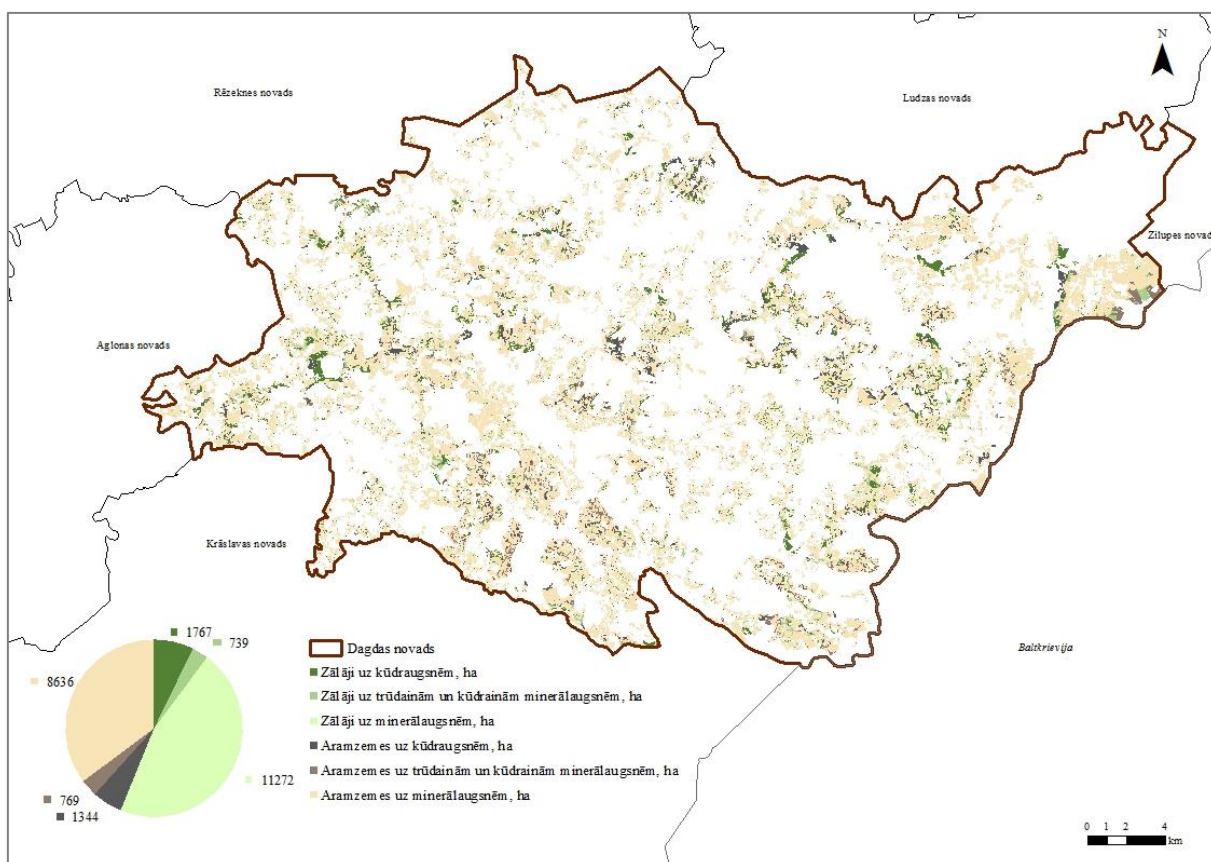 N
Rēzeknes novads
Ludzas novads
Zilupes novads
Aglonas novads
Krāslavas novads
Baltkrievija
1767
739
8636
11272
769
1344
Dagdas novads
Zālāji uz kūdraugsnēm, ha
Zālāji uz trūdainām un kūdrainām minerālaugsnēm, ha
Zālāji uz minerālaugsnēm, ha
Aramzemes uz kūdraugsnēm, ha
Aramzemes uz trūdainām un kūdrainām minerālaugsnēm, ha
Aramzemes uz minerālaugsnēm, ha
0 1 2 4
km